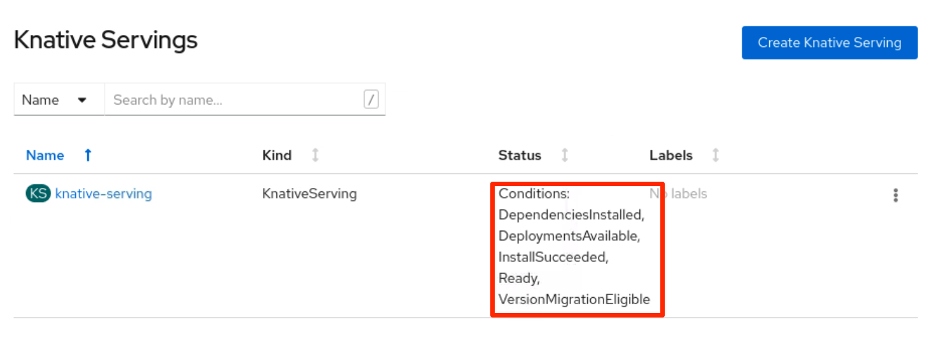 Knative Servings
Create Knative Serving
Name
Search by name...
/
Name Kind Status Labels
KS knative-serving KnativeServing Conditions: No labels
DependenciesInstalled,
DeploymentsAvailable,
InstallSucceeded,
Ready,
VersionMigrationEligible